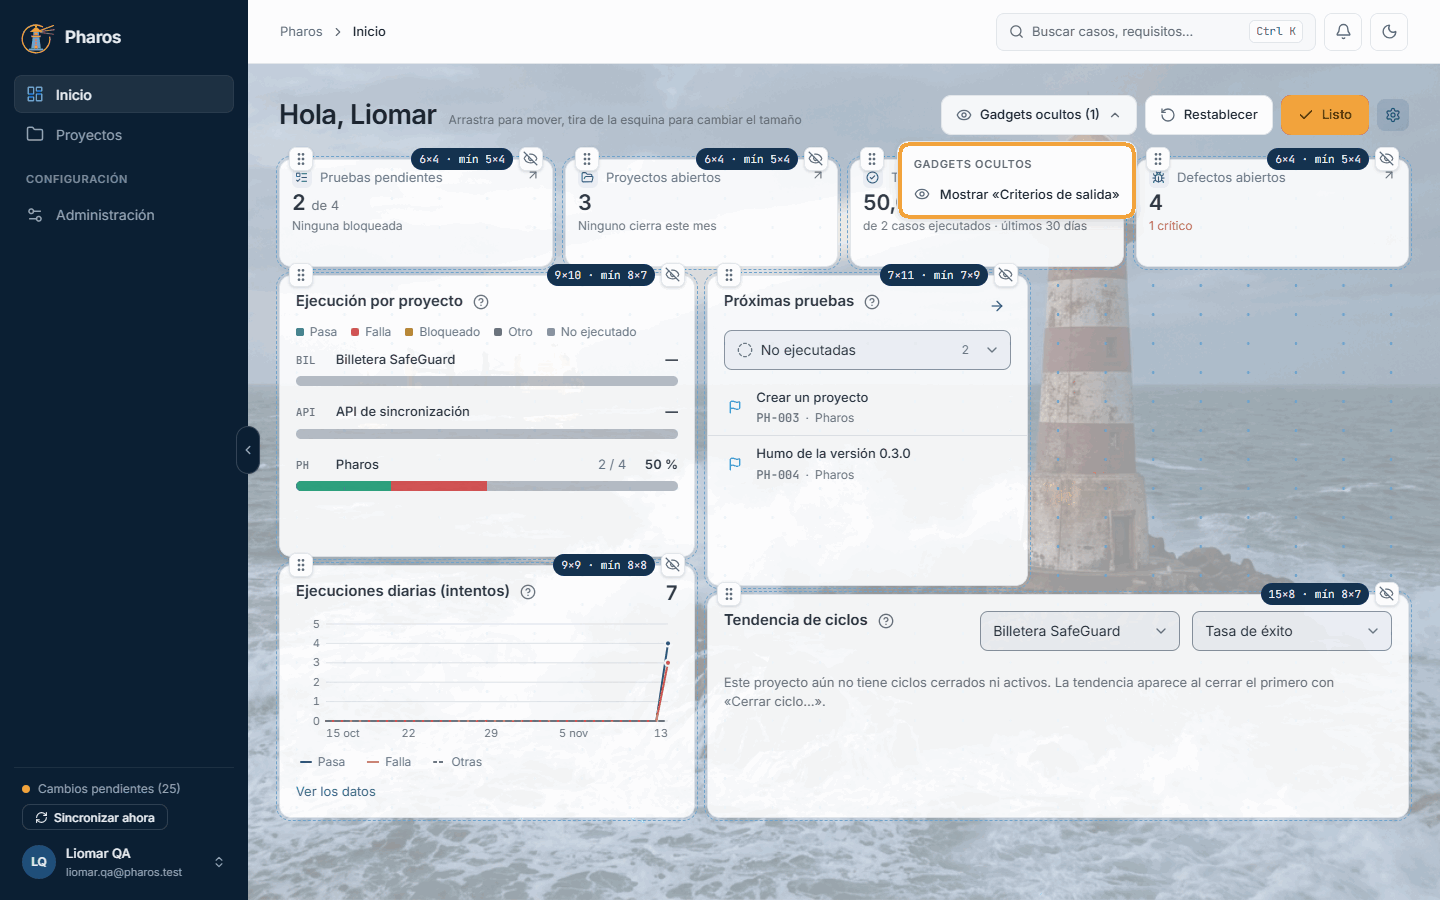 Pharos
Inicio
Proyectos
CONFIGURACIÓN
Administración
Cambios pendientes (25)
Sincronizar ahora
LQ
Liomar QA
liomar.qa@pharos.test
Pharos > Inicio
Buscar casos, requisitos...
Ctrl K
Hola, Liomar
Arrastra para mover, tira de la esquina para cambiar el tamaño
Gadgets ocultos (1)
Restablecer
Listo
GADGETS OCULTOS
Mostrar «Criterios de salida»
6×4 · mín 5×4
Pruebas pendientes
2 de 4
Ninguna bloqueada
6×4 · mín 5×4
Proyectos abiertos
3
Ninguno cierra este mes
50,
de 2 casos ejecutados · últimos 30 días
6×4 · mín 5×4
Defectos abiertos
4
1 crítico
9×10 · mín 8×7
Ejecución por proyecto
Pasa Falla Bloqueado Otro No ejecutado
BIL Billetera SafeGuard —
API API de sincronización —
PH Pharos 2 / 4 50 %
7×11 · mín 7×9
Próximas pruebas
No ejecutadas 2
Crear un proyecto
PH-003 · Pharos
Humo de la versión 0.3.0
PH-004 · Pharos
9×9 · mín 8×8
Ejecuciones diarias (intentos) 7
5
4
3
2
1
0
15 oct 22 29 5 nov 13
Pasa Falla Otras
Ver los datos
15×8 · mín 8×7
Tendencia de ciclos
Billetera SafeGuard
Tasa de éxito
Este proyecto aún no tiene ciclos cerrados ni activos. La tendencia aparece al cerrar el primero con
«Cerrar ciclo...».